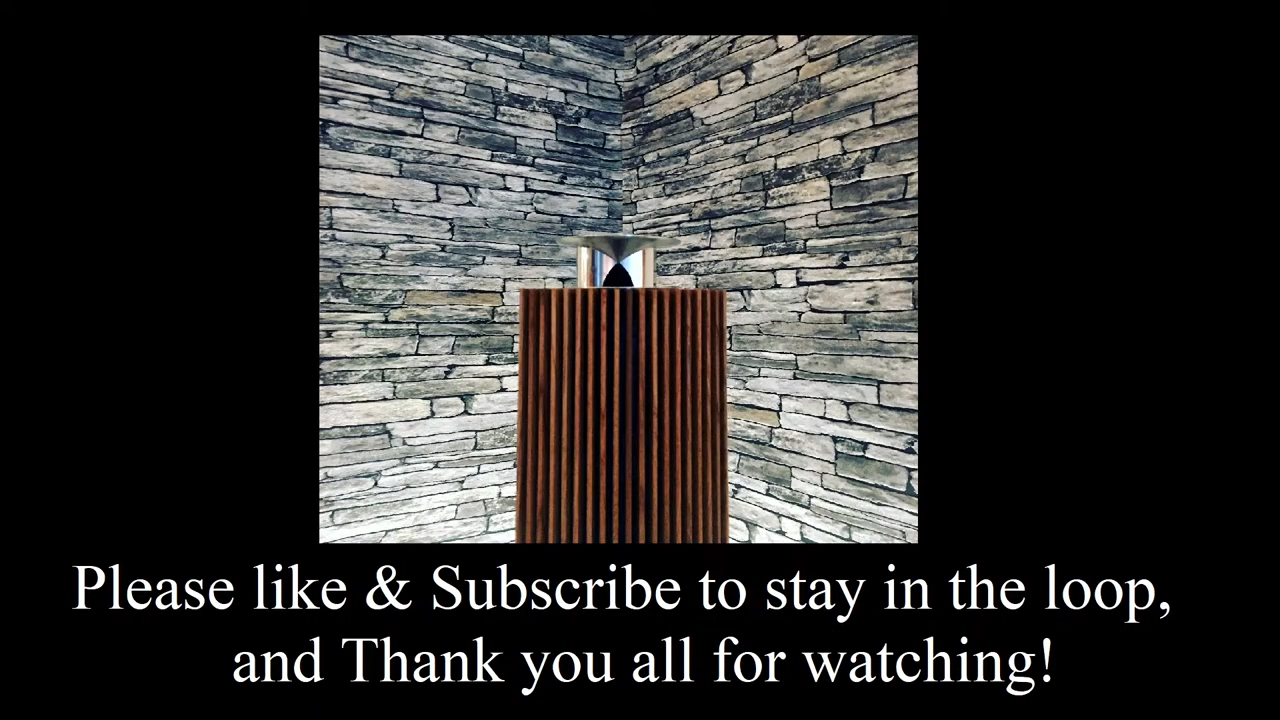 Please like & Subscribe to stay in the loop,
and Thank you all for watching!